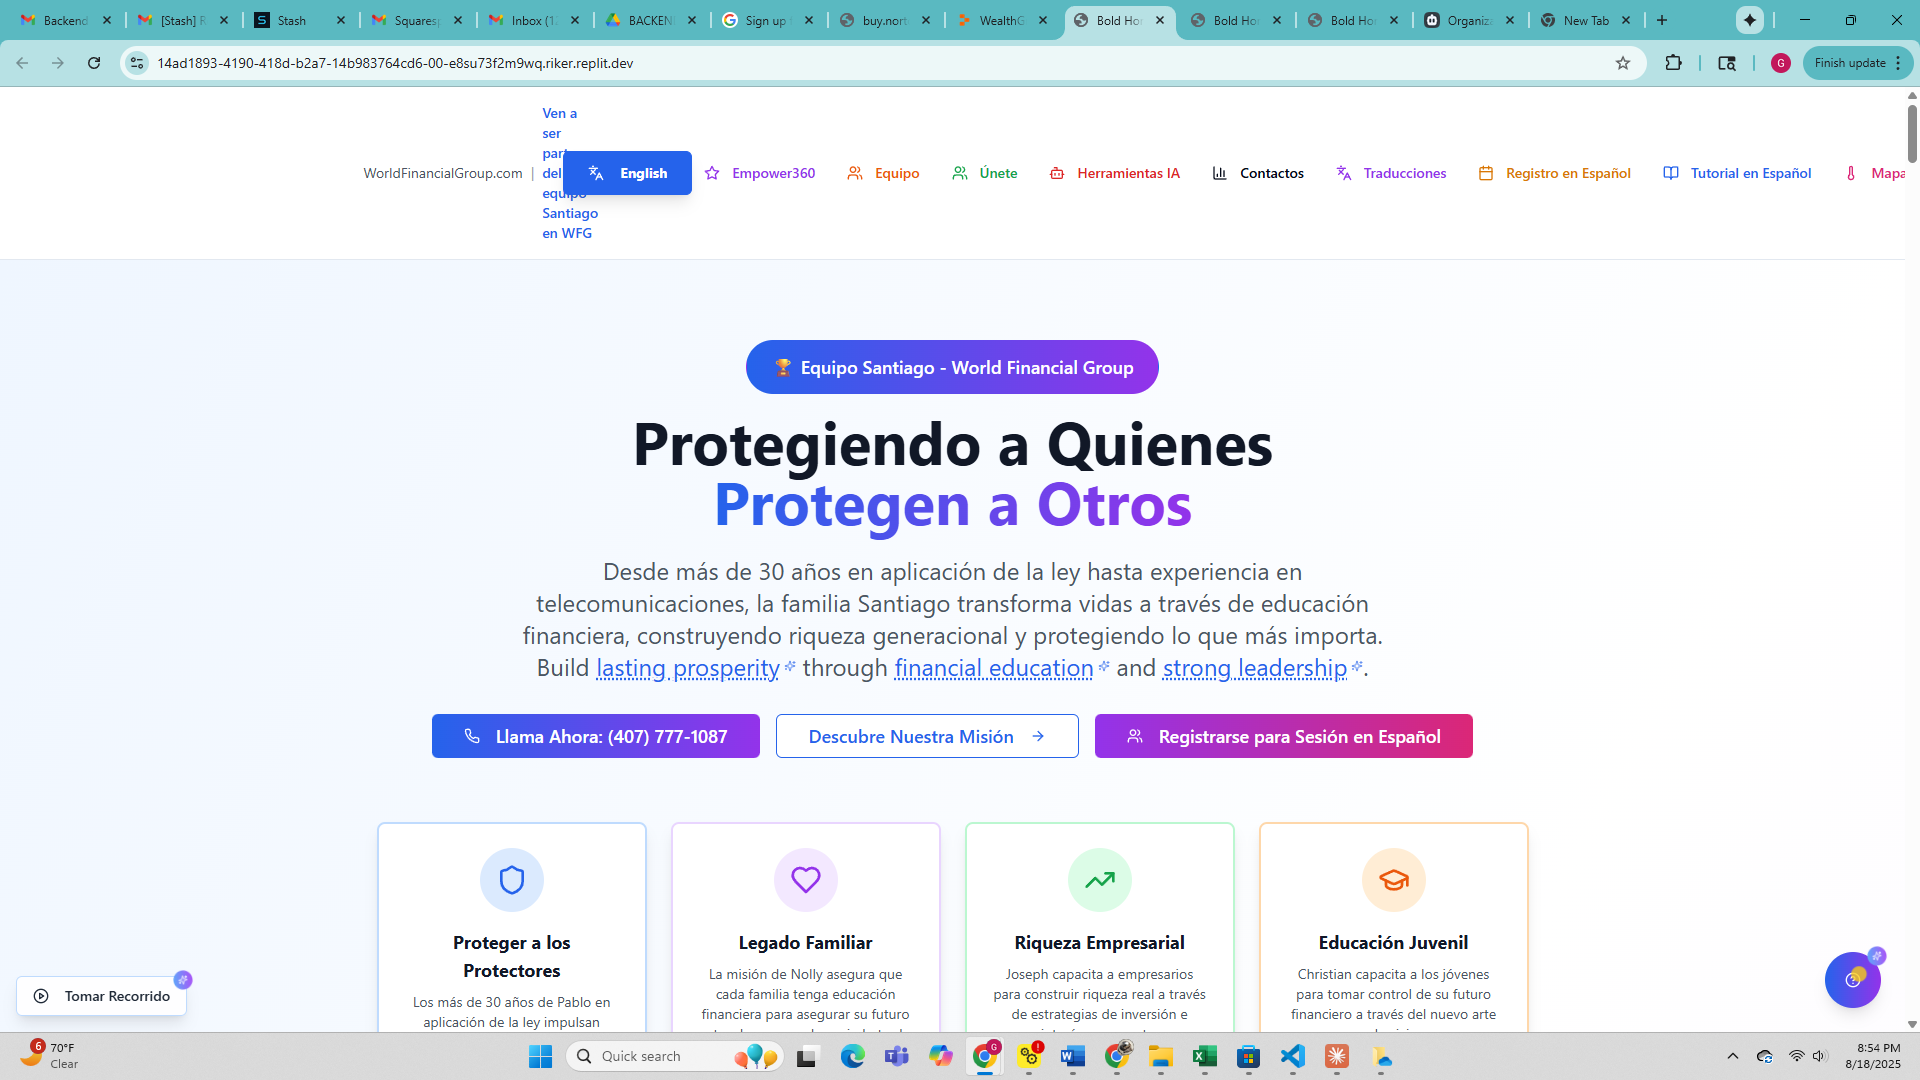 Backend
[Stash] R
Stash
Squaresp
Inbox (12
BACKEN
Sign up
buy.nort
WealthG
Bold Hor
Bold Hor
Bold Hor
Organiza
New Tab
14ad1893-4190-418d-b2a7-14b983764cd6-00-e8su73f2m9wq.riker.replit.dev
G
Finish update
WorldFinancialGroup.com |
Ven a
ser
part
del
equipo
Santiago
en WFG
English
Empower360
Equipo
Únete
Herramientas IA
Contactos
Traducciones
Registro en Español
Tutorial en Español
Mapa
🏆 Equipo Santiago - World Financial Group
Protegiendo a Quienes
Protegen a Otros
Desde más de 30 años en aplicación de la ley hasta experiencia en
telecomunicaciones, la familia Santiago transforma vidas a través de educación
financiera, construyendo riqueza generacional y protegiendo lo que más importa.
Build lasting prosperity through financial education and strong leadership.
Llama Ahora: (407) 777-1087
Descubre Nuestra Misión
Registrarse para Sesión en Español
Proteger a los
Protectores
Los más de 30 años de Pablo en
aplicación de la ley impulsan
Legado Familiar
La misión de Nolly asegura que
cada familia tenga educación
financiera para asegurar su futuro
Riqueza Empresarial
Joseph capacita a empresarios
para construir riqueza real a través
de estrategias de inversión e
Educación Juvenil
Christian capacita a los jóvenes
para tomar control de su futuro
financiero a través del nuevo arte
Tomar Recorrido
6
70°F
Clear
Quick search
G
8:54 PM
8/18/2025